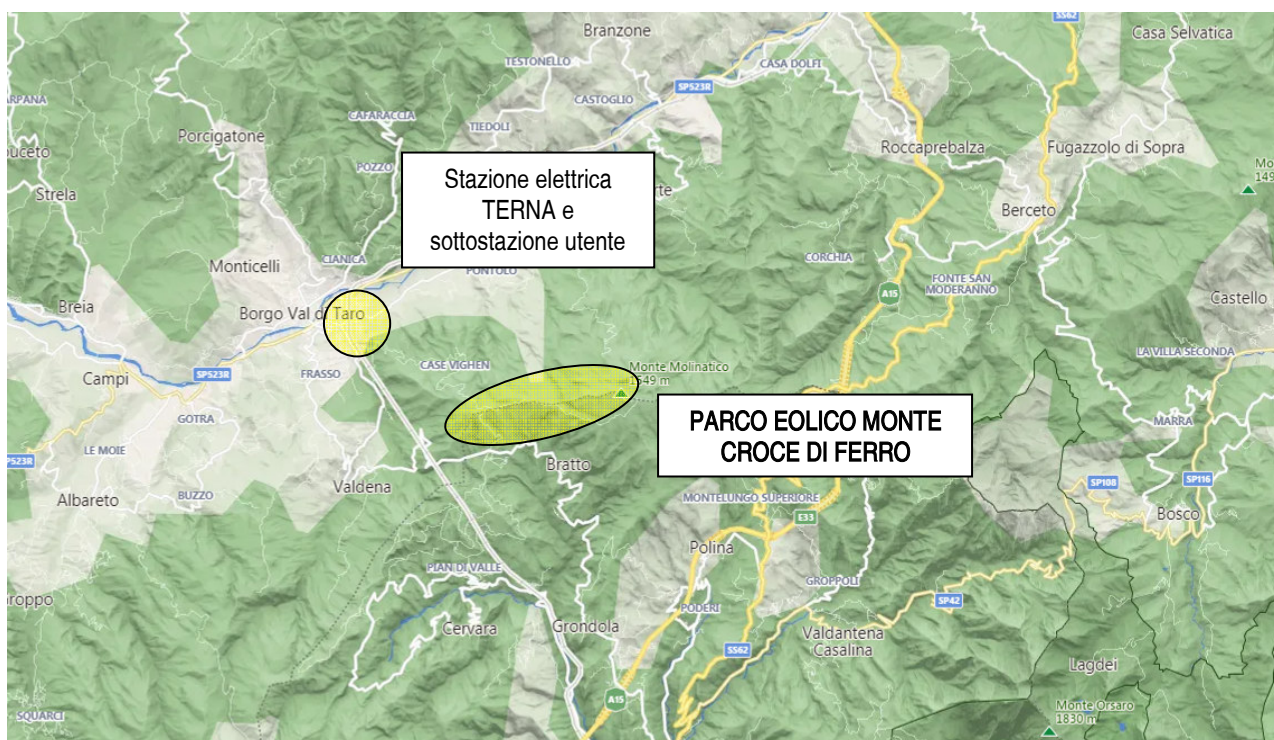 SS62
Branzone
Casa Selvatica
TESTONELLO
CASA DOLFI
SP523R
ARPANA
CASTOGLIO
CAFARACCIA
TIEDOLI
Porcigatone
Roccaprebalza
Fugazzolo di Sopra
POZZO
Stazione elettrica
TERNA e
sottostazione utente
Strela
Berceto
Monticelli
CIANICA
PONTOLO
CORCHIA
FONTE SAN
MODERANNO
A15
Castello
Breia
Borgo Val di Taro
LA VILLA SECONDA
SP523R
FRASSO
CASE VIGHEN
Monte Molinatico
1549 m
Campi
GOTRA
PARCO EOLICO MONTE
CROCE DI FERRO
MARRA
LE MOIE
SP523R
Bratto
Valdena
BUZZO
Albareto
MONTELUNGO SUPERIORE
SP108
SP116
E33
Bosco
Polina
PIAN DI VALLE
GROPPOLI
SP42
PODERI
Cervara
Grondola
Valdantena
Casalina
SS62
Lagdei
A15
Monte Orsaro
1830 m
SQUARCI